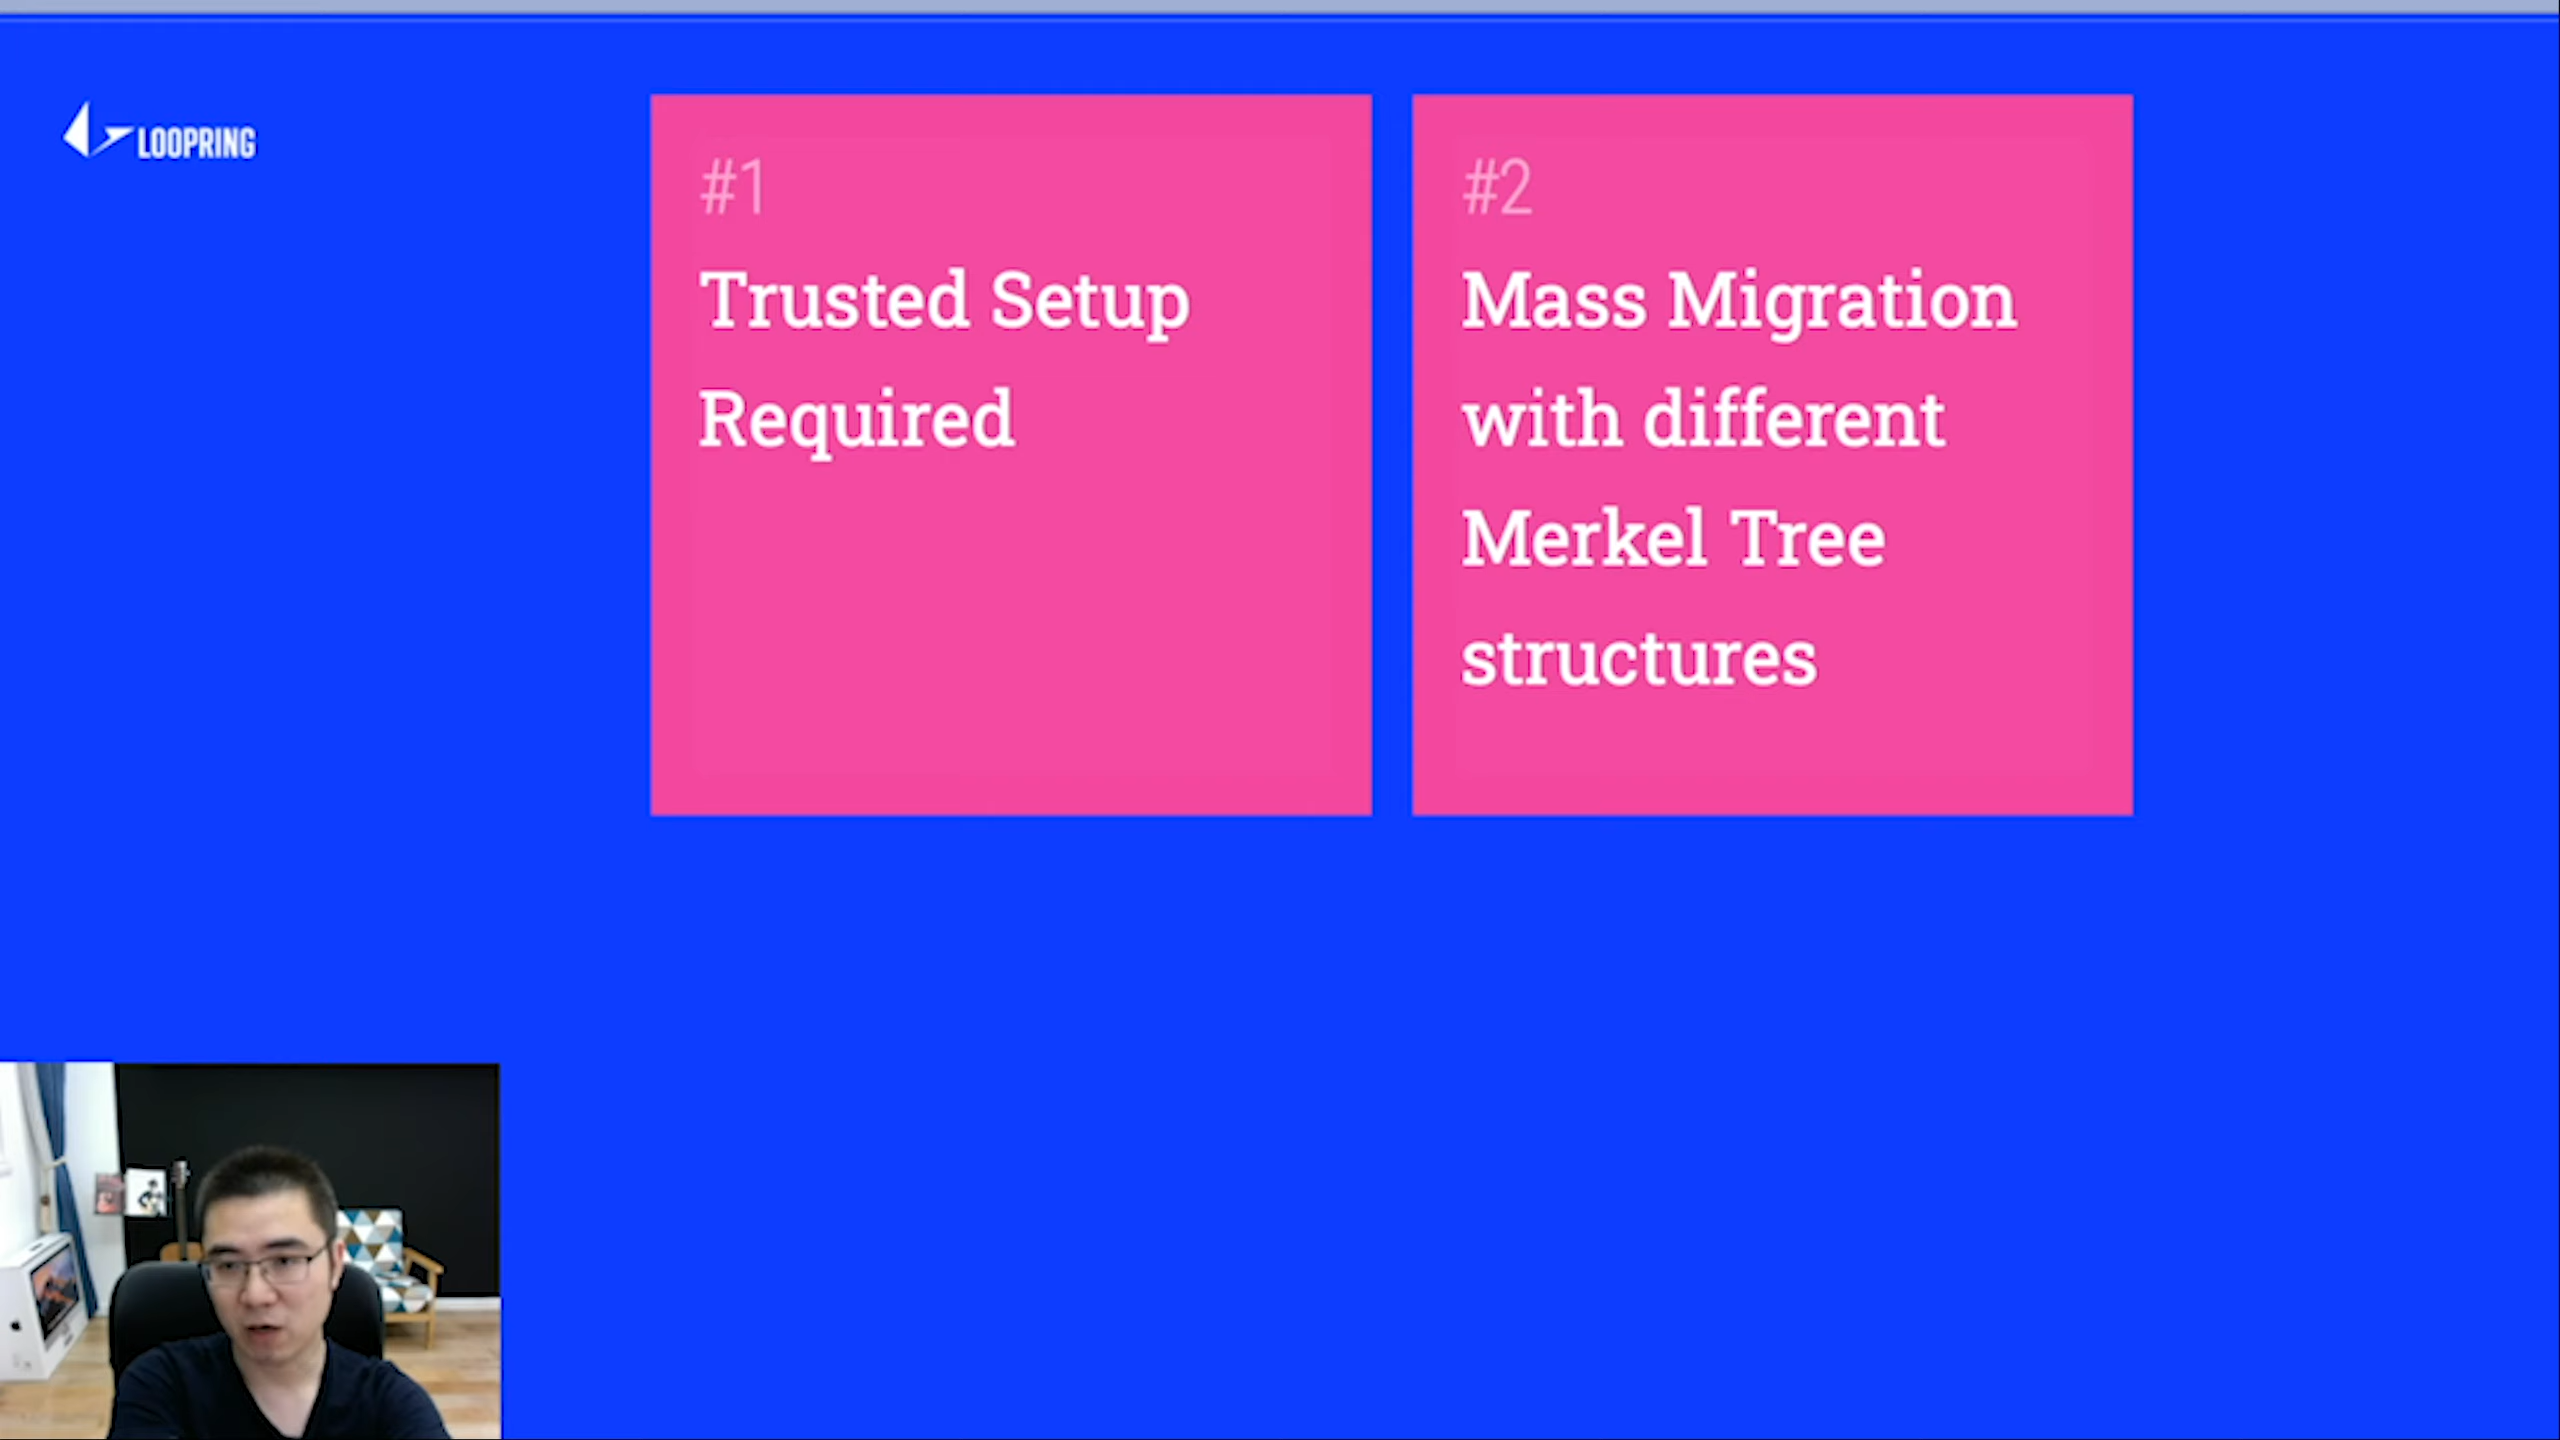 LOOPRING
#1
Trusted Setup
Required
#2
Mass Migration
with different
Merkel Tree
structures